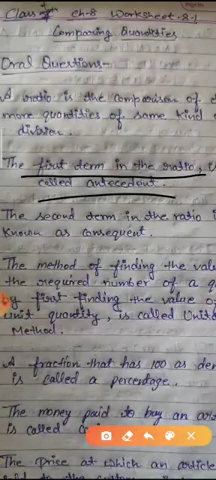 Class 7th Ch-8 Worksheet-8.1
Comparing Quantities
Oral Questions-
A ratio is the comparison of
more quantities of same kind
division.
The first term in the ratio, is
called antecedent.
The second term in the ratio
known as consequent.
The method of finding the val
the required number of a
by first finding the value of
unit quantity, is called Unit
Method.
A fraction that has 100 as den
is called a percentage.
The money paid to buy an
is called
The price at which an article